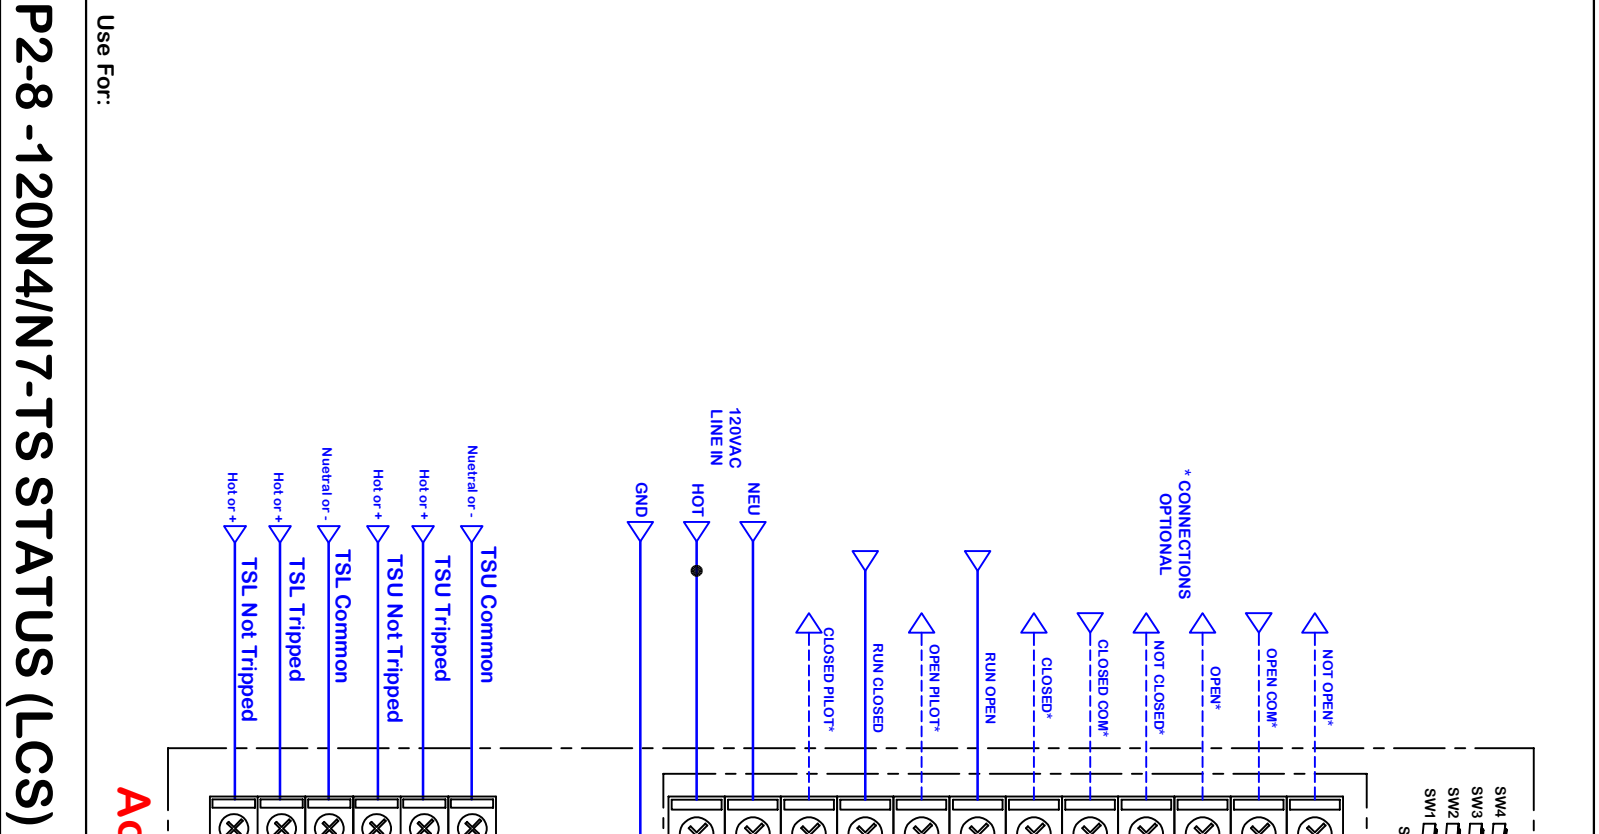 SW4
SW3
SW2
SW1
NOT OPEN*
OPEN COM*
OPEN*
* CONNECTIONS
OPTIONAL
NOT CLOSED*
CLOSED COM*
CLOSED*
RUN OPEN
OPEN PILOT*
RUN CLOSED
CLOSED PILOT*
120VAC
LINE IN
NEU
HOT
GND
Nuetral or -
TSU Common
Hot or +
TSU Tripped
Hot or +
TSU Not Tripped
Nuetral or -
TSL Common
Hot or +
TSL Tripped
Hot or +
TSL Not Tripped
Use For:
P2-8 -120N4/N7-TS STATUS (LCS)